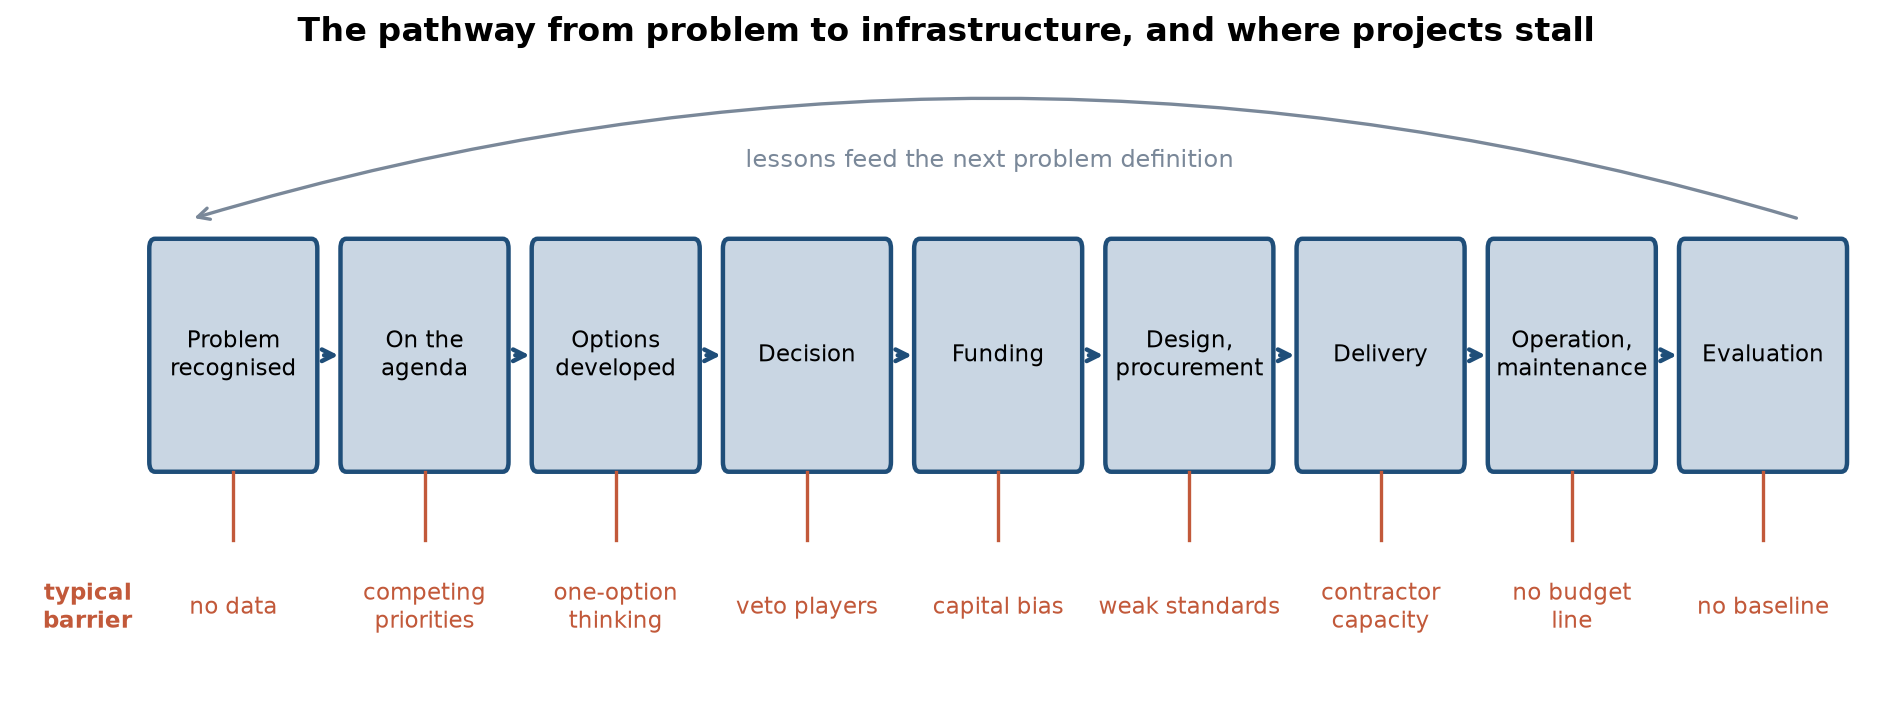 The pathway from problem to infrastructure, and where projects stall
lessons feed the next problem definition
Problem
recognised
On the
agenda
Options
developed
Decision
Funding
Design,
procurement
Delivery
Operation,
maintenance
Evaluation
typical
barrier
no data
competing
priorities
one-option
thinking
veto players
capital bias
weak standards
contractor
capacity
no budget
line
no baseline